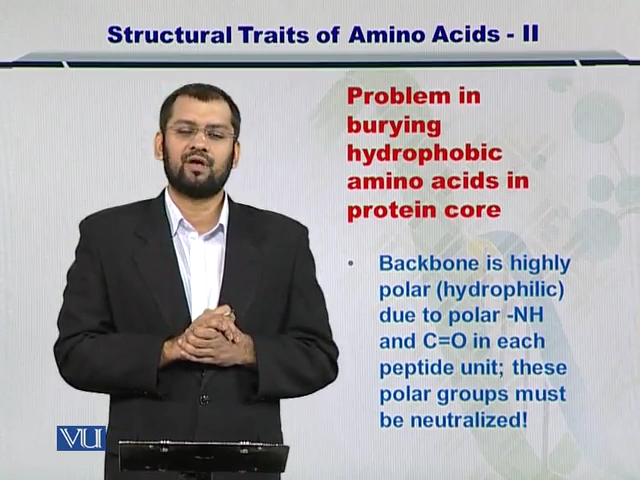 Structural Traits of Amino Acids - II
Problem in
burying
hydrophobic
amino acids in
protein core
• Backbone is highly
polar (hydrophilic)
due to polar -NH
and C=O in each
peptide unit; these
polar groups must
be neutralized!
VU